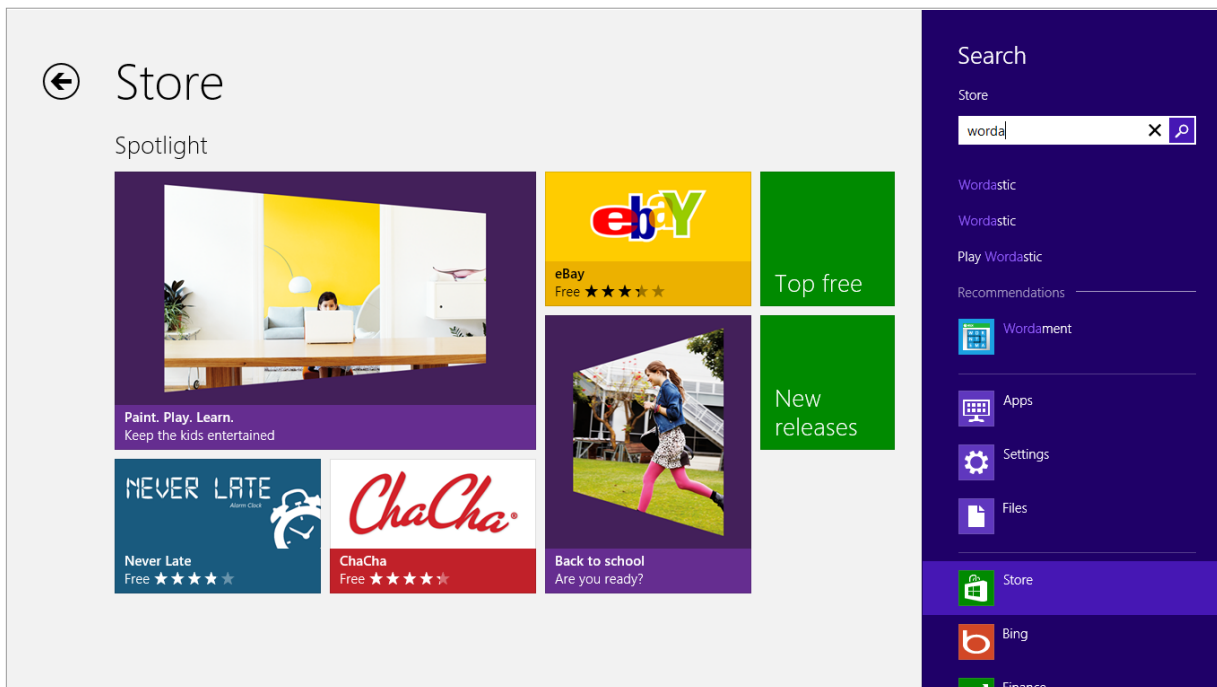 Store
Spotlight
Paint. Play. Learn.
Keep the kids entertained
ebaY
eBay
Free
Top free
New
releases
NEVER LATE
Alarm Clock
Never Late
Free
ChaCha®
ChaCha
Free
Back to school
Are you ready?
Search
Store
worda
Wordastic
Wordastic
Play Wordastic
Recommendations
Wordament
Apps
Settings
Files
Store
Bing
Finance